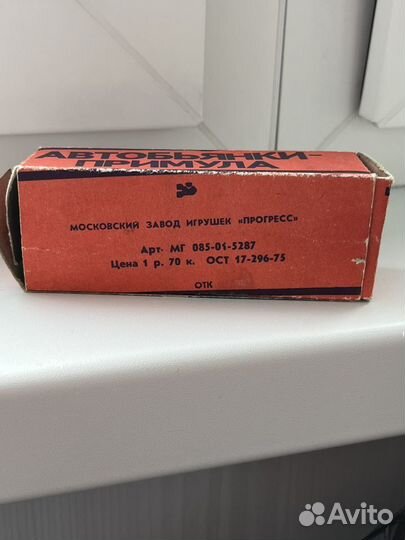 АВТОВЬЯНКИ-
ПРИМУЛА
МОСКОВСКИЙ ЗАВОД ИГРУШЕК «ПРОГРЕСС»
Арт. МГ 085-01-5287
Цена 1 р. 70 к. ОСТ 17-296-75
ОТК
Avito